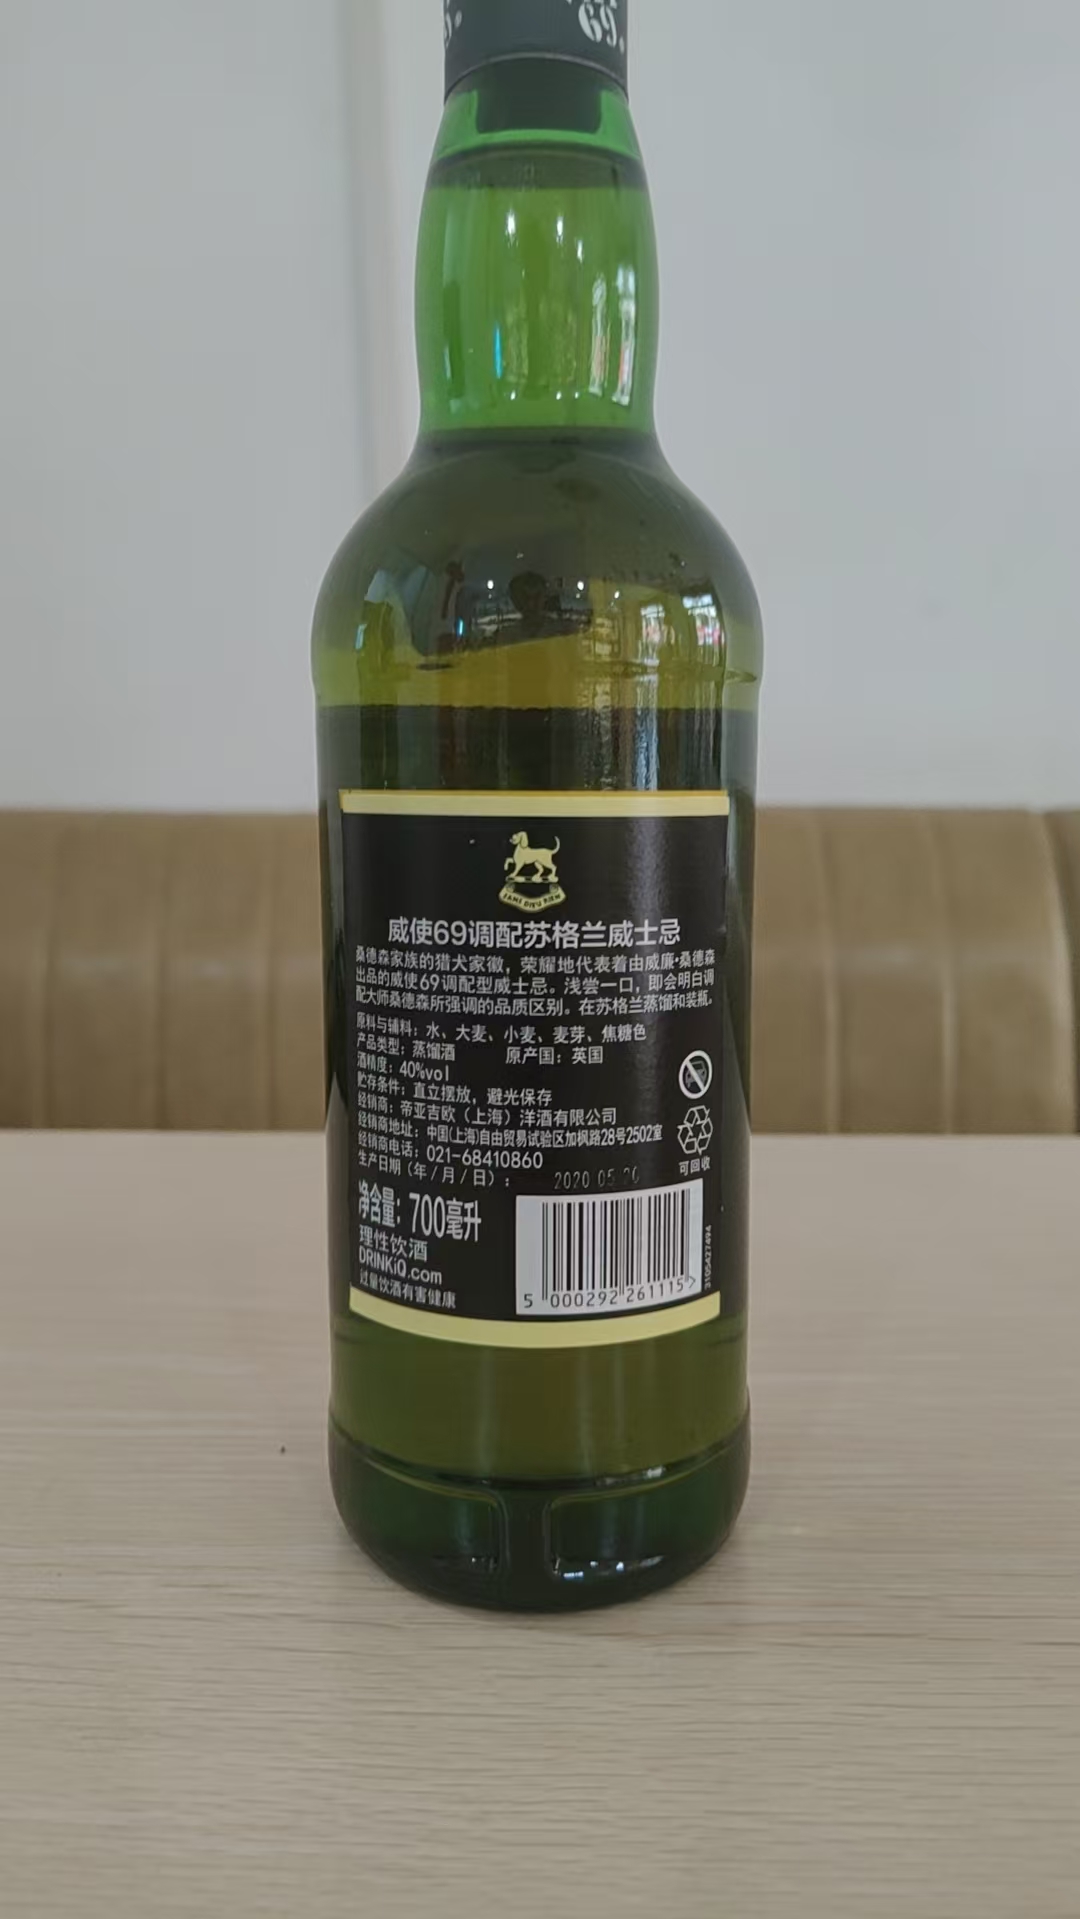 69.
威使69调配苏格兰威士忌
桑德森家族的猎犬家徽，荣耀地代表着由威廉·桑德森
出品的威使69调配型威士忌。浅尝一口，即会明白调
配大师桑德森所强调的品质区别。在苏格兰蒸馏和装瓶。
原料与辅料：水、大麦、小麦、麦芽、焦糖色
产品类型：蒸馏酒 原产国：英国
酒精度：40%vol
贮存条件：直立摆放，避光保存
经销商：帝亚吉欧（上海）洋酒有限公司
经销商地址：中国(上海)自由贸易试验区加枫路28号2502室
经销商电话：021-68410860
生产日期（年/月/日）： 2020 05
可回收
净含量：700毫升
理性饮酒
DRINKiQ.com
过量饮酒有害健康
5 000292 261115 >